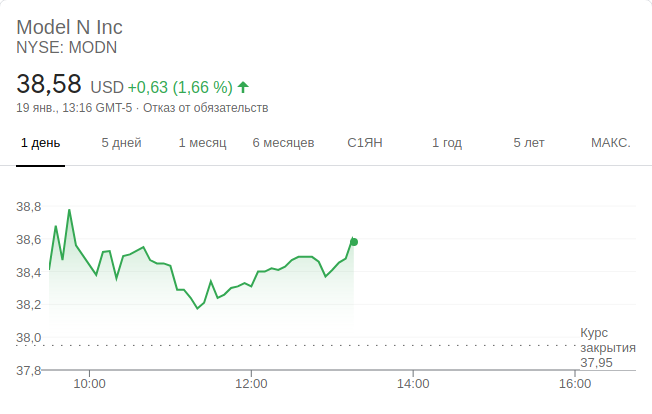 Model N Inc
NYSE: MODN
38,58 USD +0,63 (1,66 %)
19 янв., 13:16 GMT-5 · Отказ от обязательств
1 день 5 дней 1 месяц 6 месяцев С1ЯН 1 год 5 лет МАКС.
38,8
38,6
38,4
38,2
38,0
37,8
Курс
закрытия
37,95
10:00 12:00 14:00 16:00